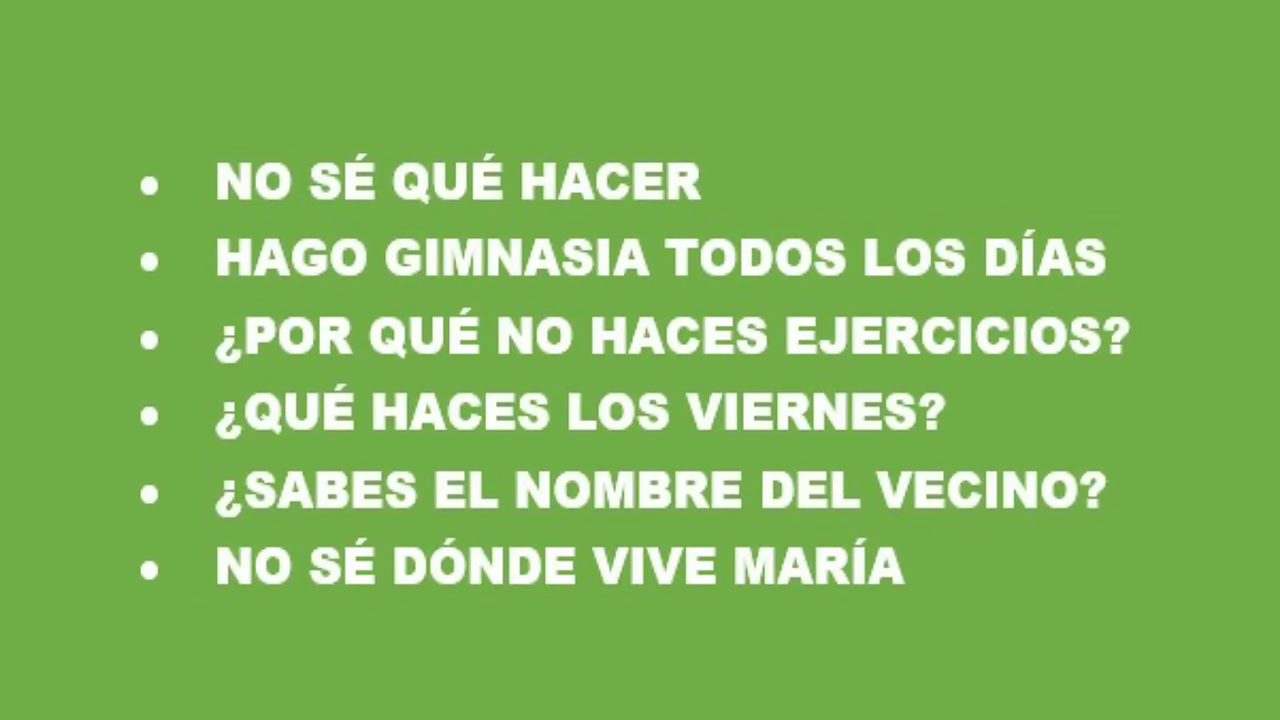 • NO SÉ QUÉ HACER
• HAGO GIMNASIA TODOS LOS DÍAS
• ¿POR QUÉ NO HACES EJERCICIOS?
• ¿QUÉ HACES LOS VIERNES?
• ¿SABES EL NOMBRE DEL VECINO?
• NO SÉ DÓNDE VIVE MARÍA